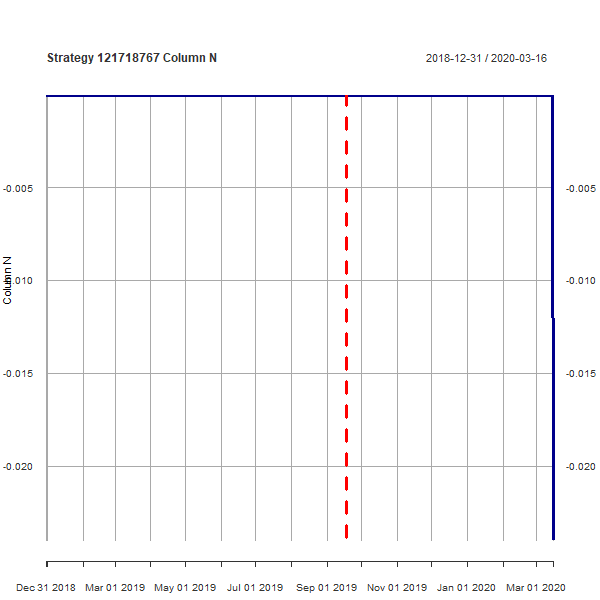 Strategy 121718767 Column N
2018-12-31 / 2020-03-16
-0.005
-0.005
Column N
-0.010
-0.010
-0.015
-0.015
-0.020
-0.020
Dec 31 2018
Mar 01 2019
May 01 2019
Jul 01 2019
Sep 01 2019
Nov 01 2019
Jan 01 2020
Mar 01 2020